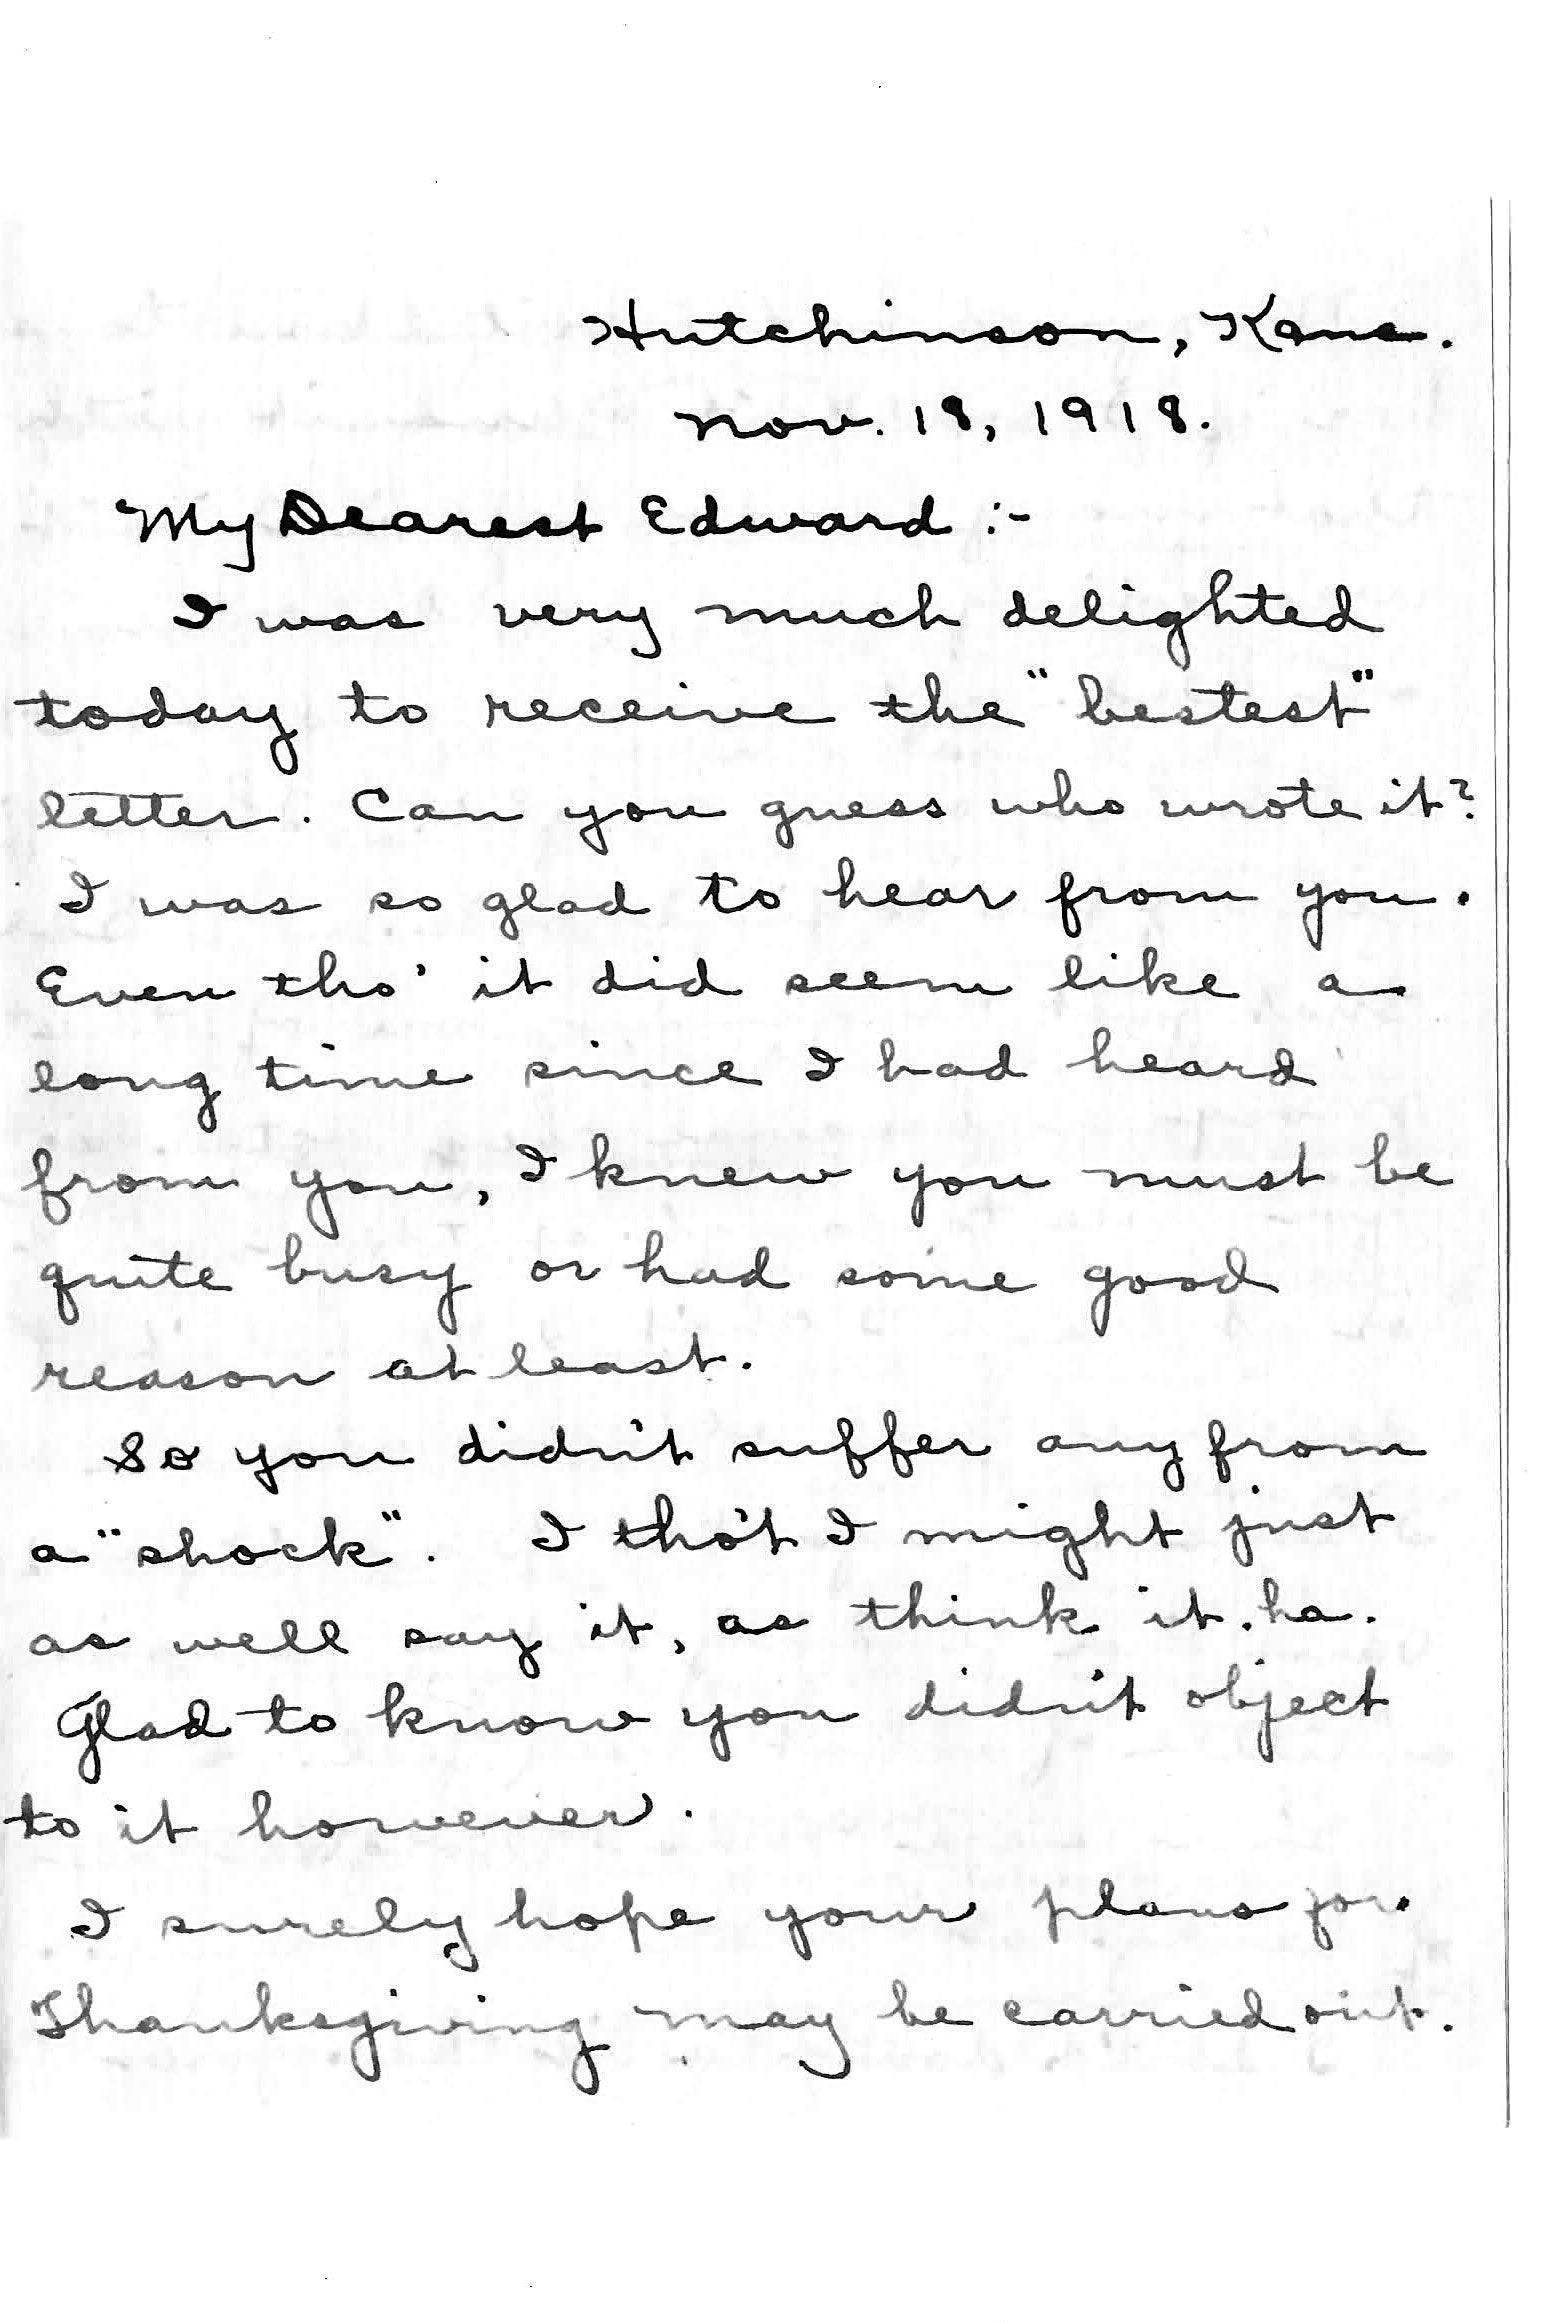 Hutchinson, Kans.
Nov. 18, 1918.
My Dearest Edward :-
I was very much delighted
today to receive the "bestest"
letter. Can you guess who wrote it?
I was so glad to hear from you.
Even tho' it did seem like a
long time since I had heard
from you, I knew you must be
quite busy or had some good
reason at least.
So you didn't suffer any from
a "shock". I tho't I might just
as well say it, as think it. ha.
Glad to know you didn't object
to it however.
I surely hope your plans for
Thanksgiving may be carried out.